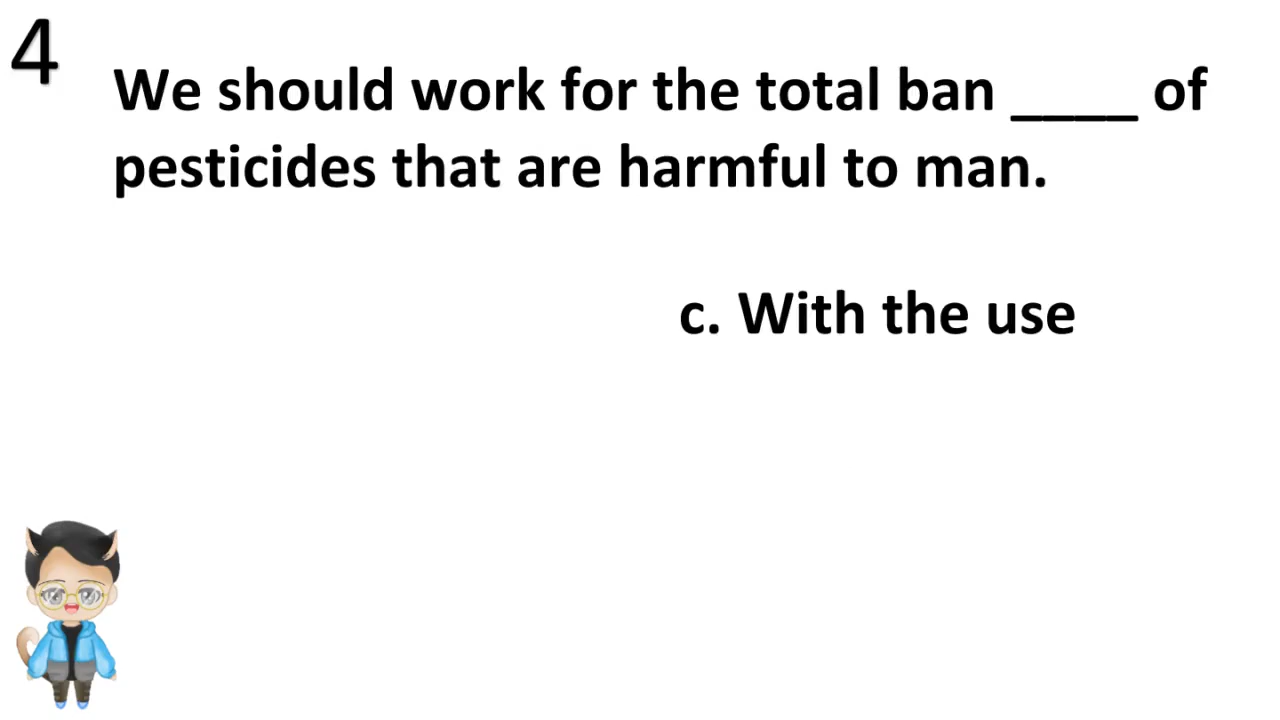 4
We should work for the total ban ____ of
pesticides that are harmful to man.
c. With the use